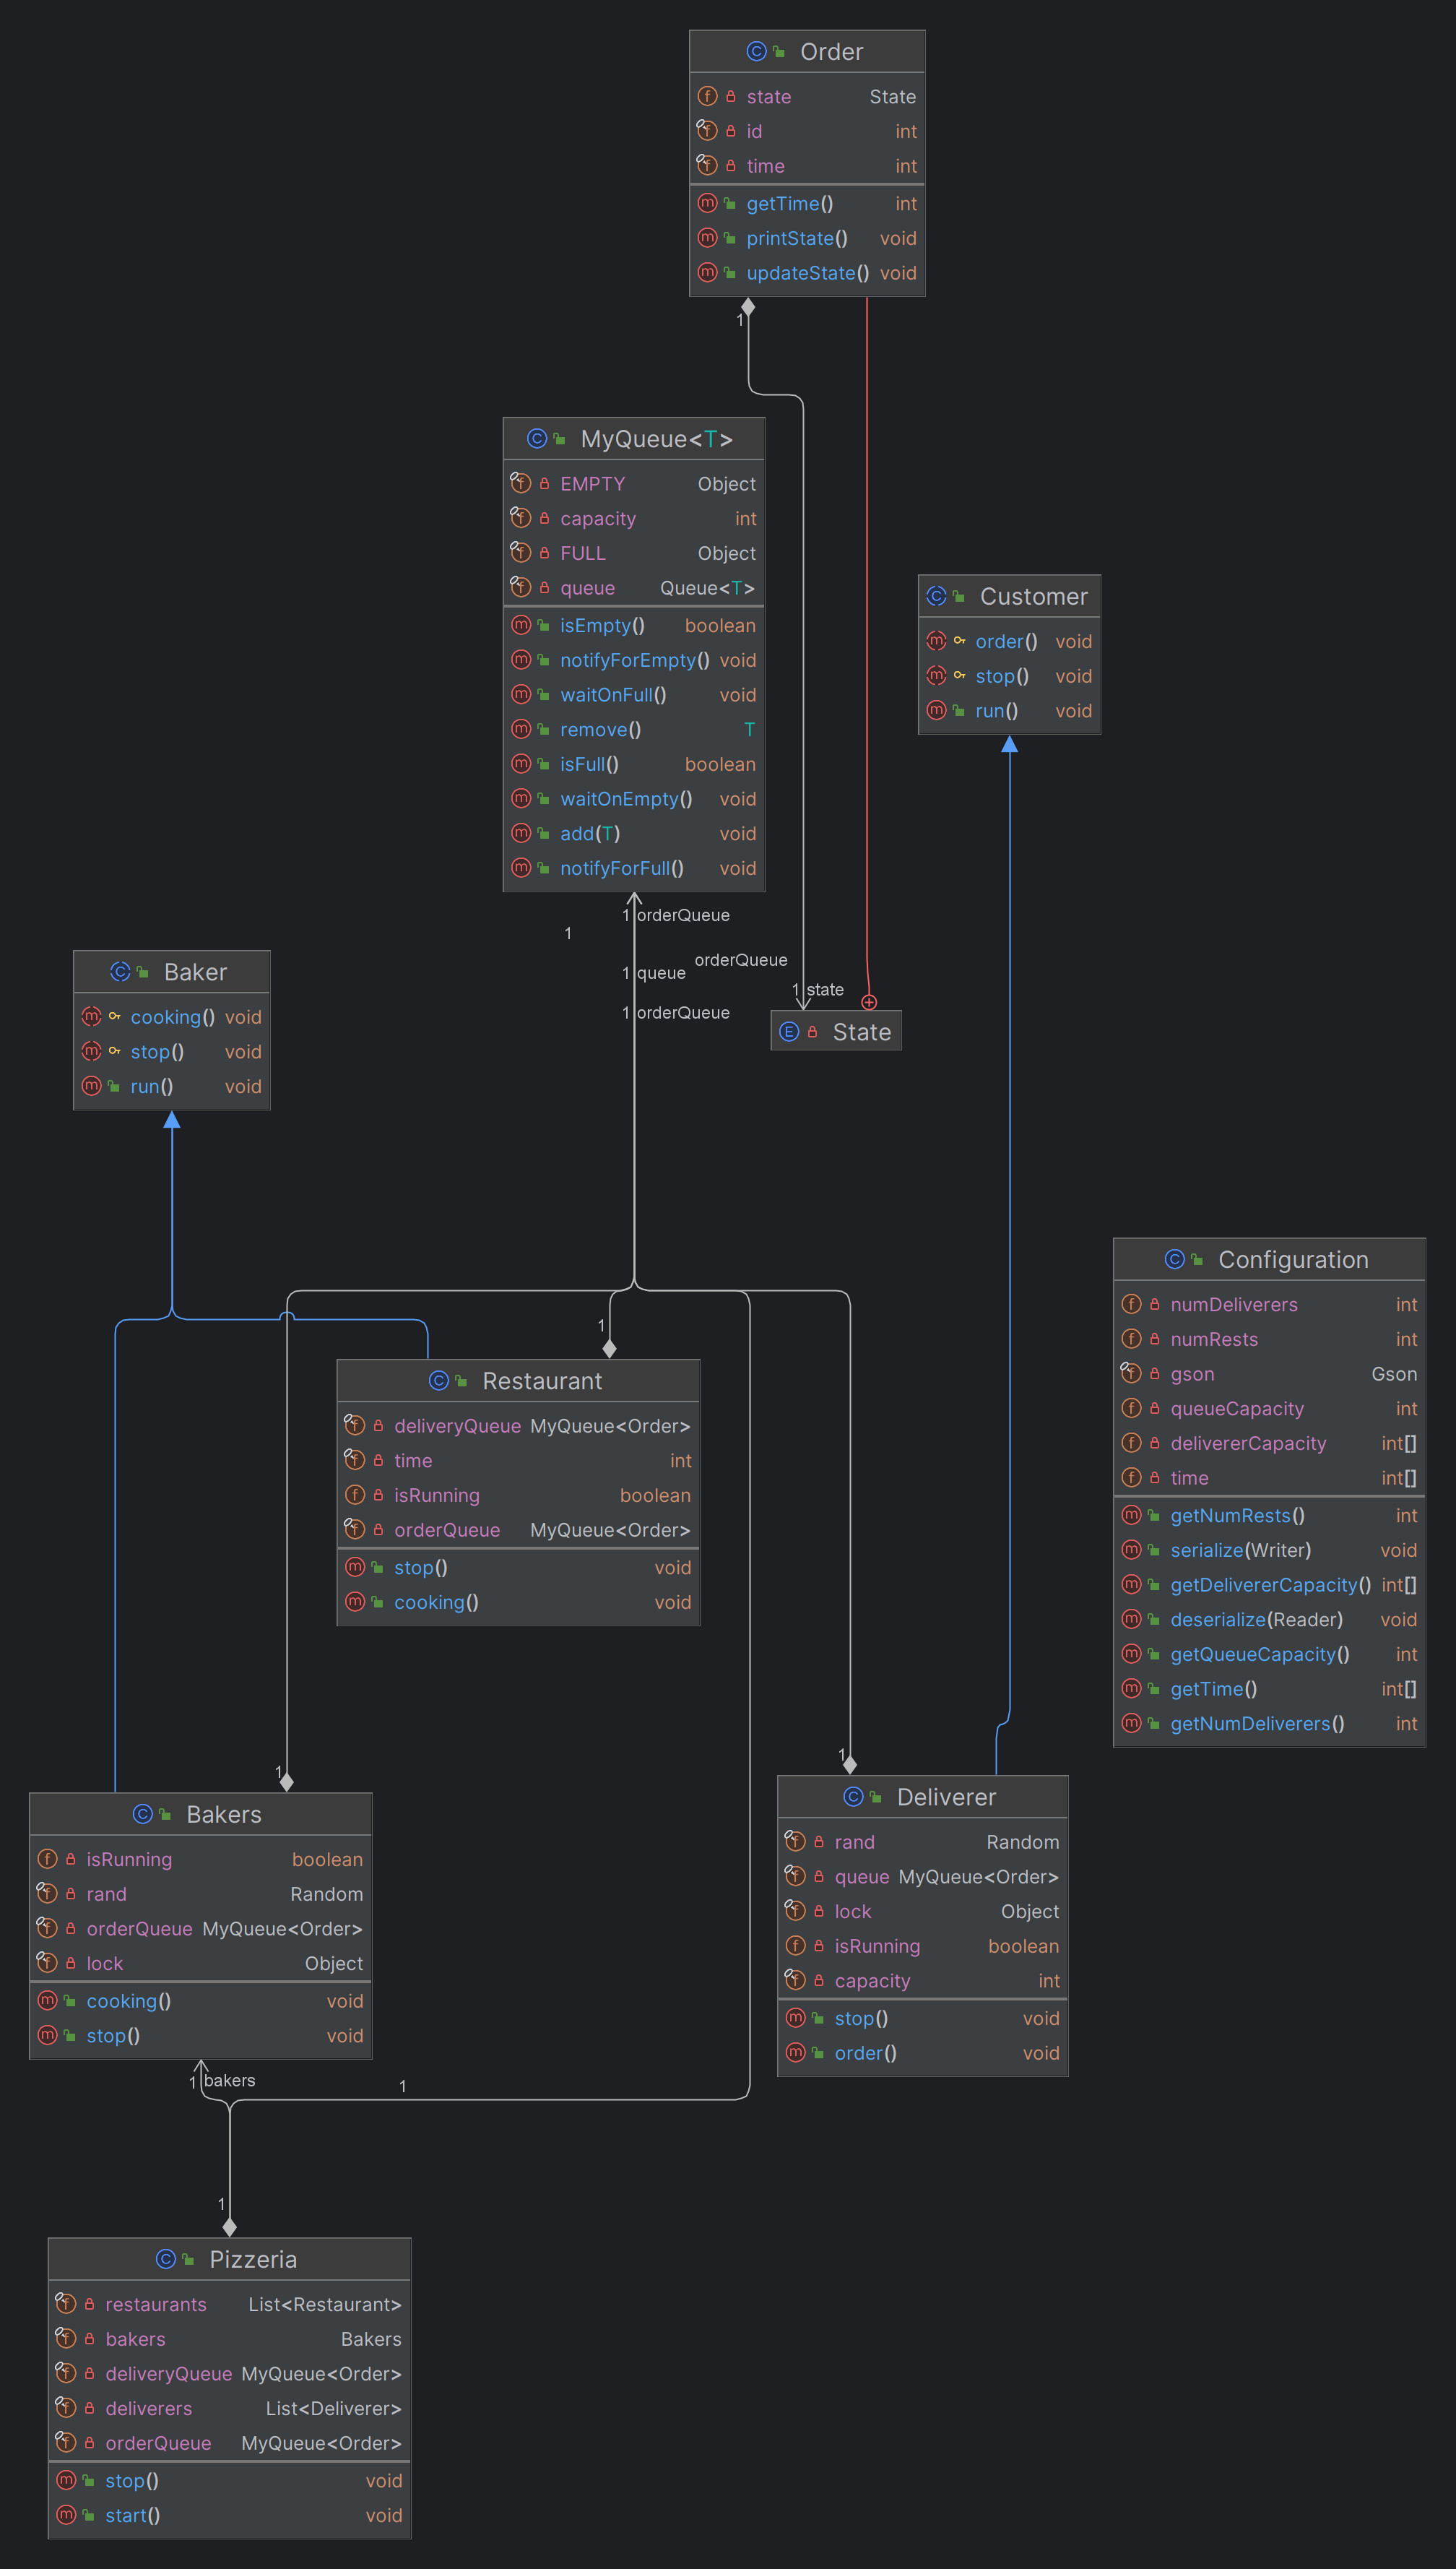 Order
state State
id int
time int
getTime() int
printState() void
updateState() void
1
MyQueue<T>
EMPTY Object
capacity int
FULL Object
queue Queue<T>
isEmpty() boolean
notifyForEmpty() void
waitOnFull() void
remove() T
isFull() boolean
waitOnEmpty() void
add(T) void
notifyForFull() void
Customer
order() void
stop() void
run() void
1 orderQueue
1
orderQueue
1 queue
1 state
1 orderQueue
State
Baker
cooking() void
stop() void
run() void
Configuration
numDeliverers int
numRests int
gson Gson
queueCapacity int
delivererCapacity int[]
time int[]
getNumRests() int
serialize(Writer) void
getDelivererCapacity() int[]
deserialize(Reader) void
getQueueCapacity() int
getTime() int[]
getNumDeliverers() int
1
Restaurant
deliveryQueue MyQueue<Order>
time int
isRunning boolean
orderQueue MyQueue<Order>
stop() void
cooking() void
1
1
Bakers
isRunning boolean
rand Random
orderQueue MyQueue<Order>
lock Object
cooking() void
stop() void
Deliverer
rand Random
queue MyQueue<Order>
lock Object
isRunning boolean
capacity int
stop() void
order() void
1 bakers
1
1
Pizzeria
restaurants List<Restaurant>
bakers Bakers
deliveryQueue MyQueue<Order>
deliverers List<Deliverer>
orderQueue MyQueue<Order>
stop() void
start() void